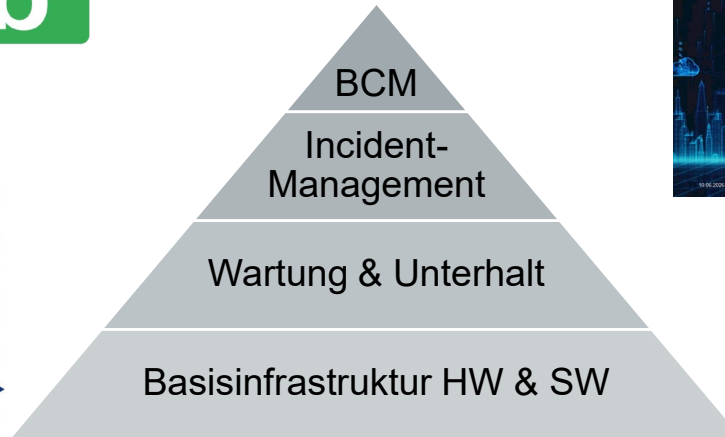 b
BCM
Incident-
Management
Wartung & Unterhalt
Basisinfrastruktur HW & SW